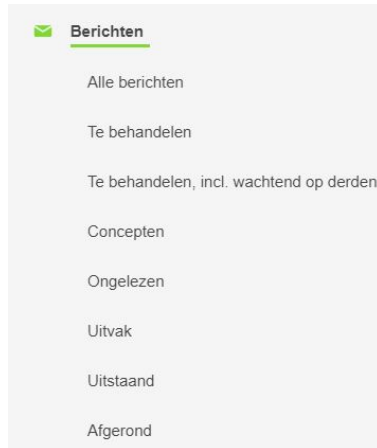 Berichten
Alle berichten
Te behandelen
Te behandelen, incl. wachtend op derden
Concepten
Ongelezen
Uitvak
Uitstaand
Afgerond